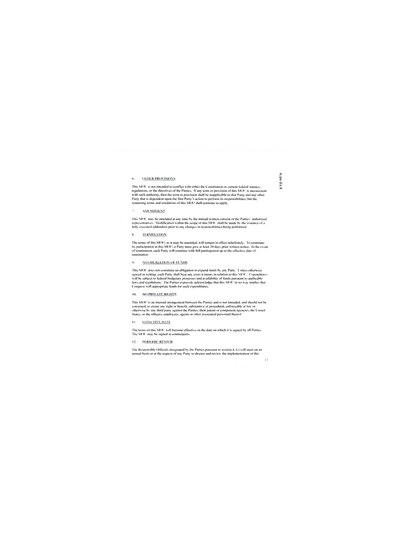 Appendix A
6. OTHER PROVISIONS
This MOU is not intended to conflict with either the Constitution or current federal statutes,
regulations, or the directives of the Parties. If any term or provision of this MOU is inconsistent
with such authority, then the term or provision shall be inapplicable to that Party and any other
Party that is dependent upon the first Party's action to perform its responsibilities, but the
remaining terms and conditions of this MOU shall continue to apply.
7. AMENDMENT
This MOU may be amended at any time by the mutual written consent of the Parties' authorized
representatives. Modification within the scope of this MOU shall be made by the issuance of a
fully executed addendum prior to any changes in responsibilities being performed.
8. TERMINATION
The terms of this MOU, as it may be amended, will remain in effect indefinitely. To terminate
its participation in this MOU, a Party must give at least 30 days prior written notice. In the event
of termination, each Party will continue with full participation up to the effective date of
termination.
9. NO OBLIGATION OF FUNDS
This MOU does not constitute an obligation to expend funds by any Party. Unless otherwise
agreed in writing, each Party shall bear any costs it incurs in relation to this MOU. Expenditures
will be subject to federal budgetary processes and availability of funds pursuant to applicable
laws and regulations. The Parties expressly acknowledge that this MOU in no way implies that
Congress will appropriate funds for such expenditures.
10. NO PRIVATE RIGHTS
This MOU is an internal arrangement between the Parties and is not intended, and should not be
construed, to create any right or benefit, substantive or procedural, enforceable at law or
otherwise by any third party, against the Parties, their parent or component agencies, the United
States, or the officers, employees, agents or other associated personnel thereof.
11. EFFECTIVE DATE
The terms of this MOU will become effective on the date on which it is signed by all Parties.
The MOU may be signed in counterparts.
12. PERIODIC REVIEW
The Responsible Officials designated by the Parties pursuant to section will meet on an
annual basis or at the request of any Party to discuss and review the implementation of this